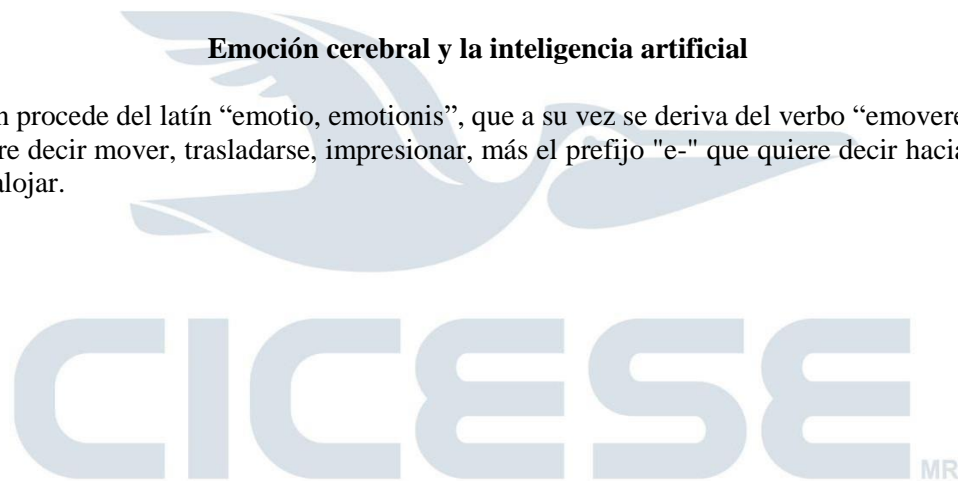 Emoción cerebral y la inteligencia artificial
procede del latín “emotio, emotionis”, que a su vez se deriva del verbo “emovere
decir mover, trasladarse, impresionar, más el prefijo "e-" que quiere decir hacia
CICESE
MR